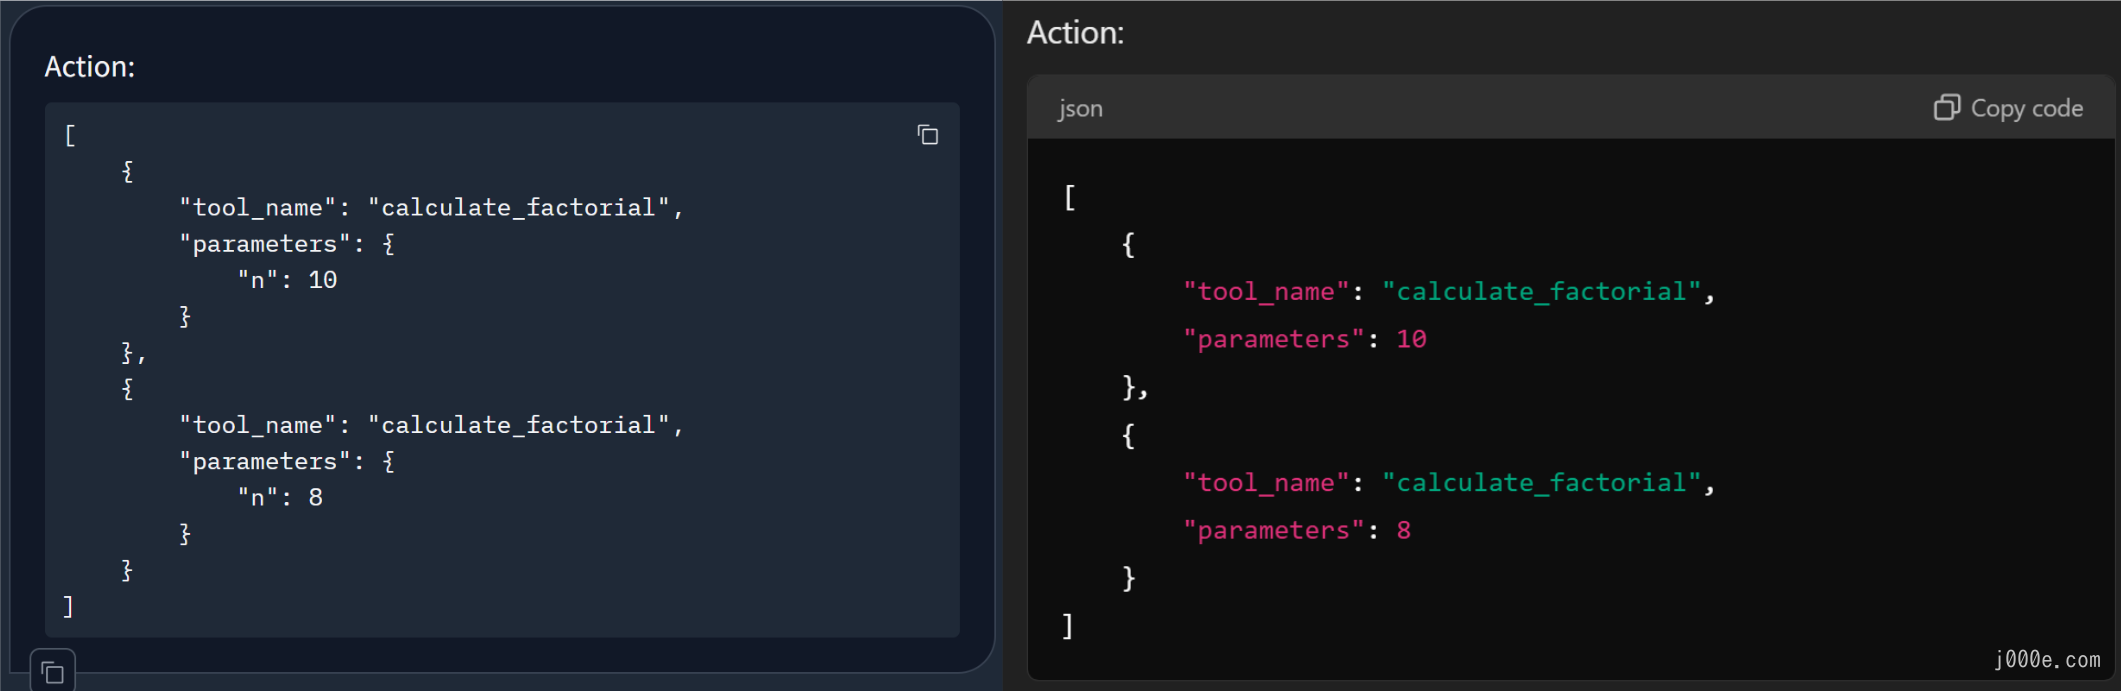 Action:
[
    {
        "tool_name": "calculate_factorial",
        "parameters": {
            "n": 10
        }
    },
    {
        "tool_name": "calculate_factorial",
        "parameters": {
            "n": 8
        }
    }
]
Action:
json
Copy code
[
    {
        "tool_name": "calculate_factorial",
        "parameters": 10
    },
    {
        "tool_name": "calculate_factorial",
        "parameters": 8
    }
]
j000e.com